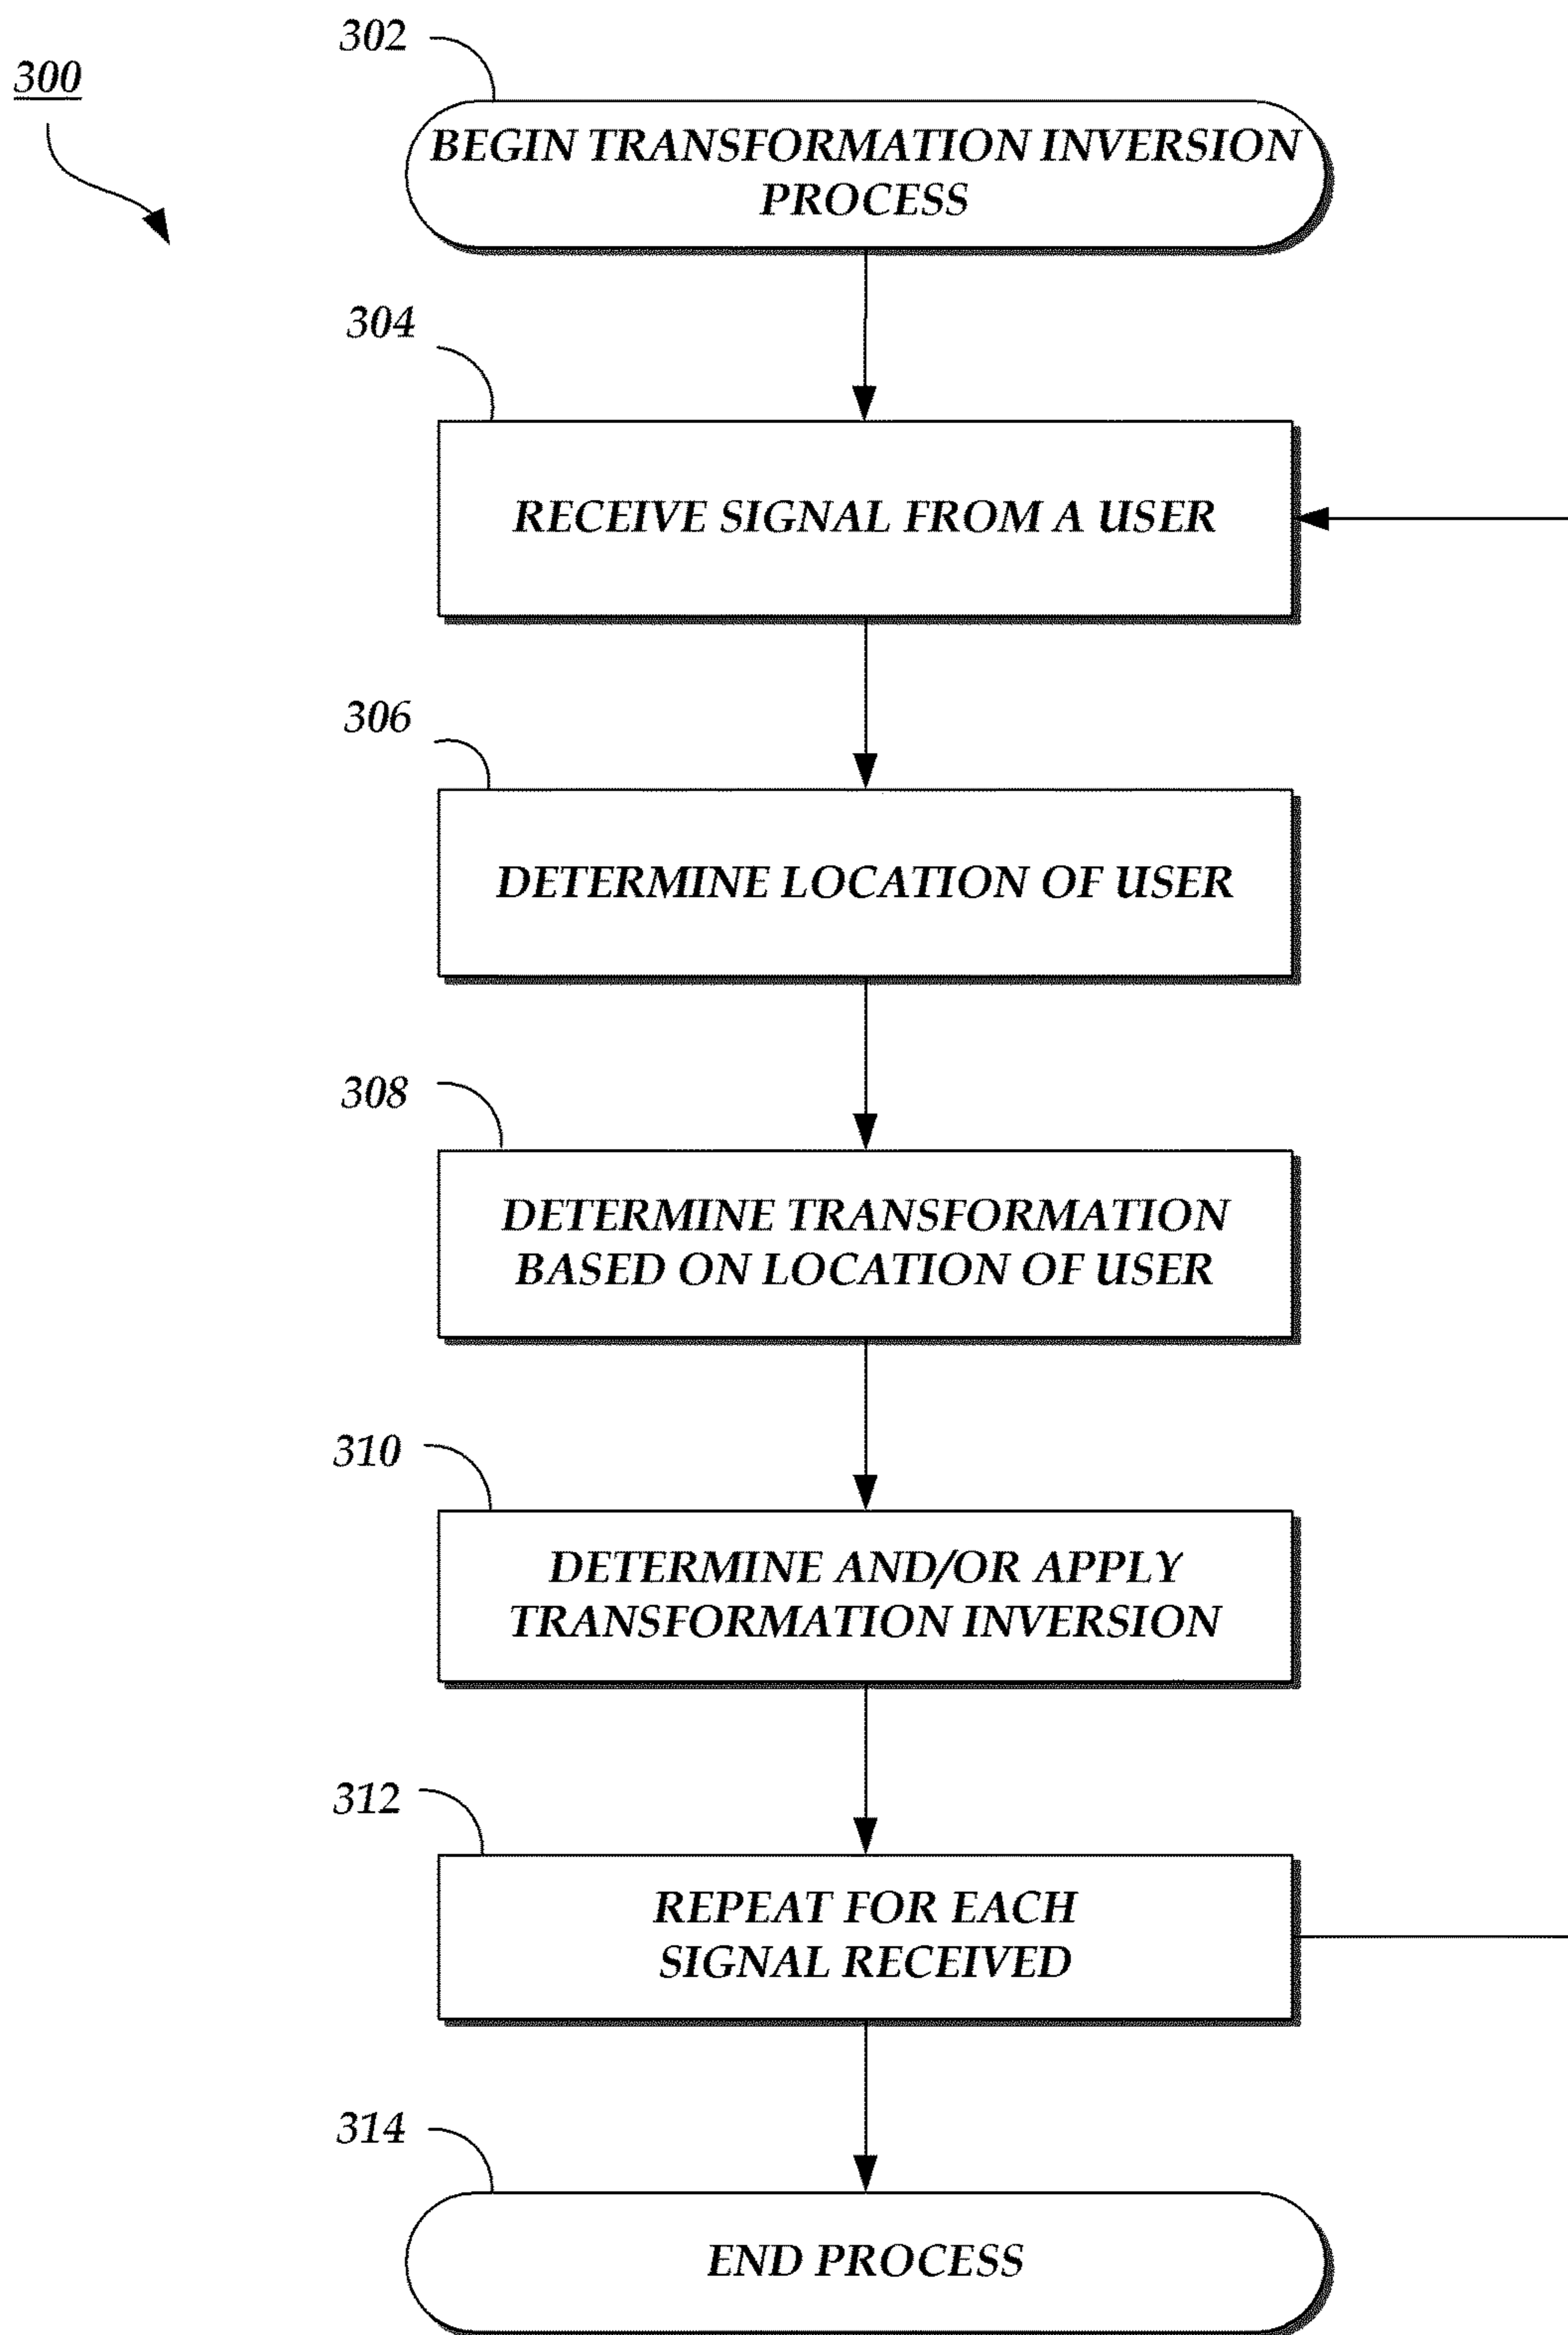 302
300
BEGIN TRANSFORMATION INVERSION
PROCESS
304
RECEIVE SIGNAL FROM A USER
306
DETERMINE LOCATION OF USER
308
DETERMINE TRANSFORMATION
BASED ON LOCATION OF USER
310
DETERMINE AND/OR APPLY
TRANSFORMATION INVERSION
312
REPEAT FOR EACH
SIGNAL RECEIVED
314
END PROCESS